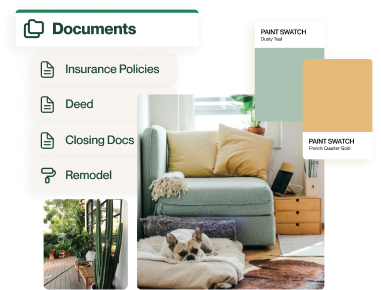 Documents
Insurance Policies
Deed
Closing Docs
Remodel
PAINT SWATCH
Dusty Teal
PAINT SWATCH
French Quarter Gold